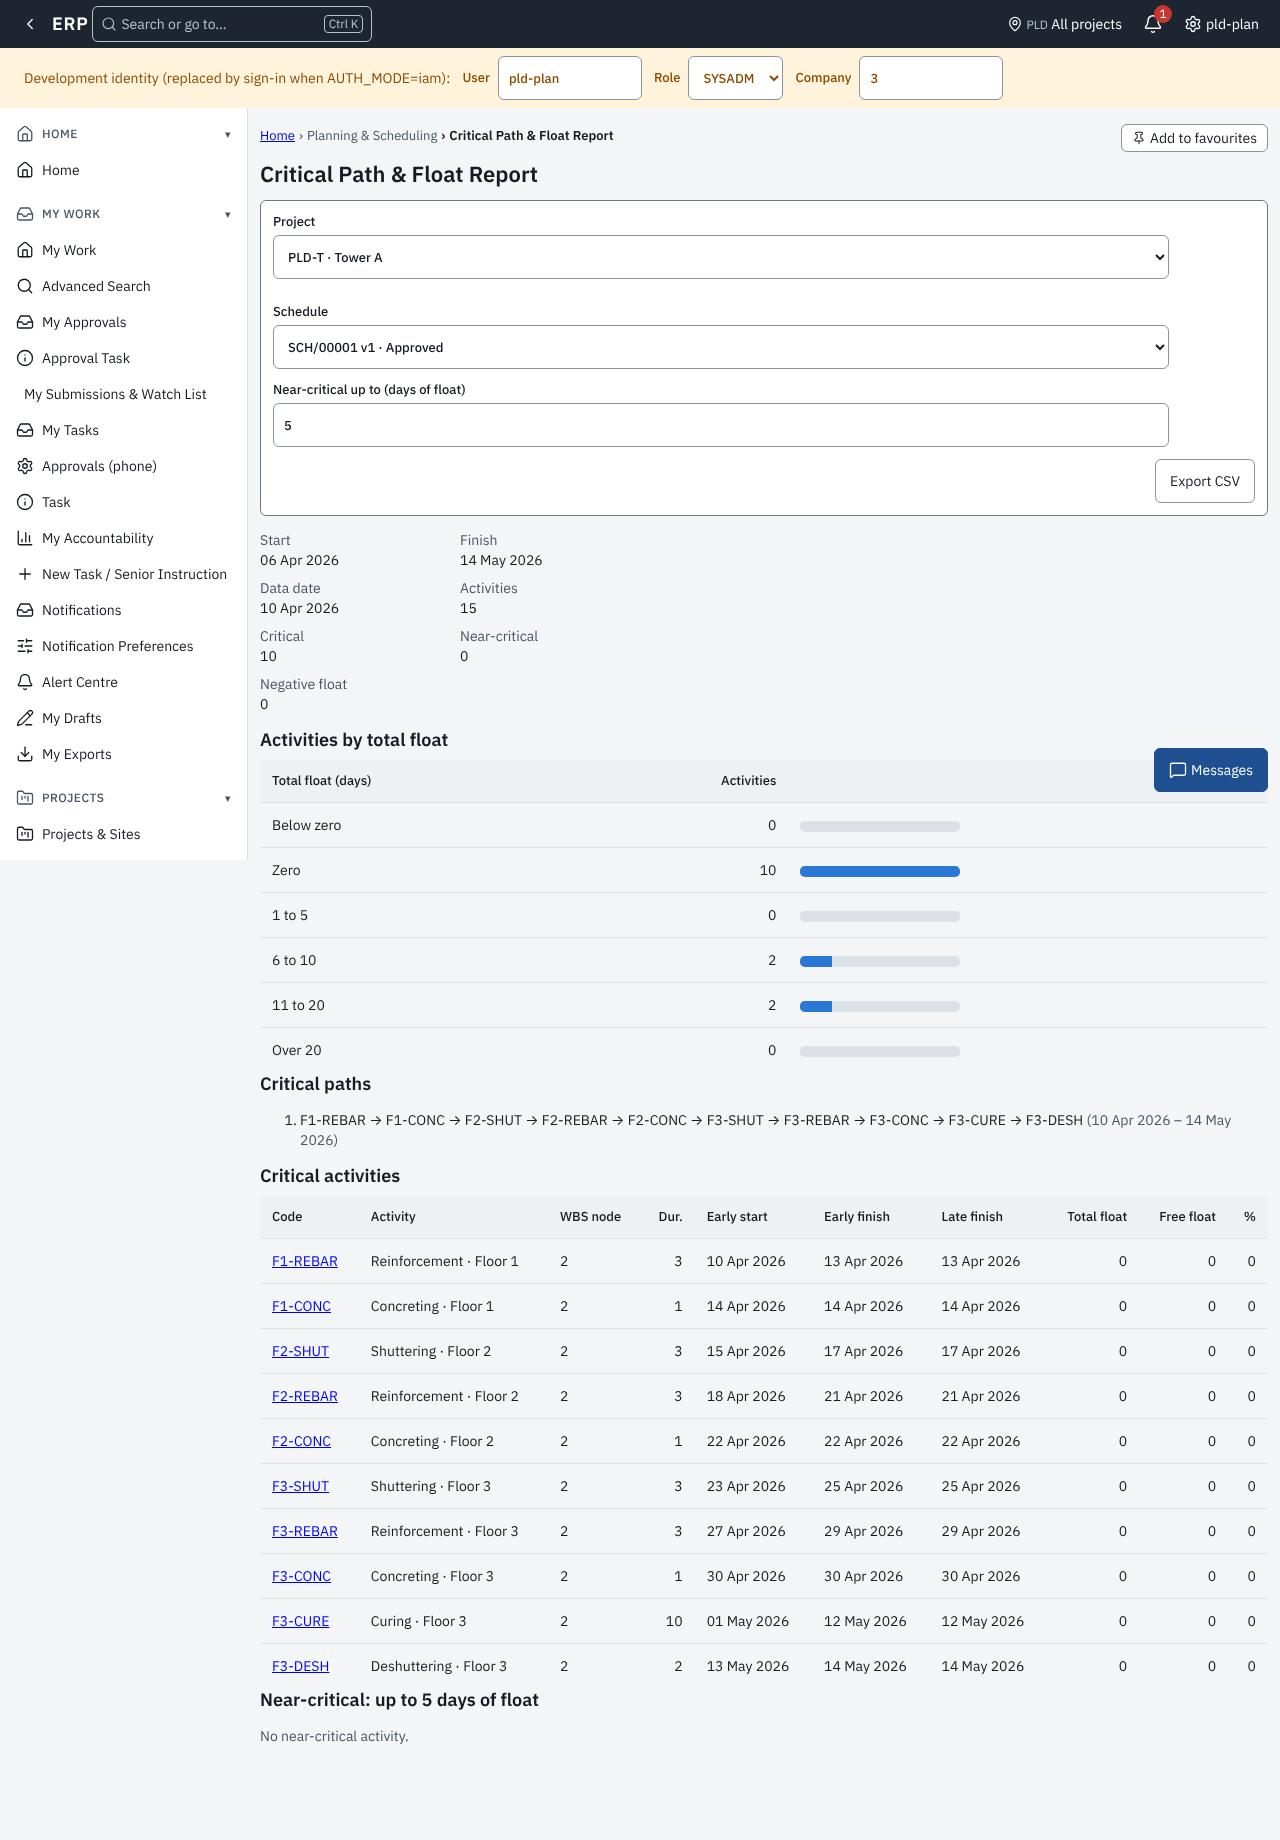 ERP
Search or go to...
Ctrl K
PLD All projects
1
pld-plan
Development identity (replaced by sign-in when AUTH_MODE=iam):
User
pld-plan
Role
SYSADM
Company
3
HOME
Home
MY WORK
My Work
Advanced Search
My Approvals
Approval Task
My Submissions & Watch List
My Tasks
Approvals (phone)
Task
My Accountability
New Task / Senior Instruction
Notifications
Notification Preferences
Alert Centre
My Drafts
My Exports
PROJECTS
Projects & Sites
Home › Planning & Scheduling › Critical Path & Float Report
Add to favourites
Critical Path & Float Report
Project
PLD-T · Tower A
Schedule
SCH/00001 v1 · Approved
Near-critical up to (days of float)
5
Export CSV
Start Finish
06 Apr 2026 14 May 2026
Data date Activities
10 Apr 2026 15
Critical Near-critical
10 0
Negative float
0
Activities by total float
Messages
Total float (days) Activities
Below zero 0
Zero 10
1 to 5 0
6 to 10 2
11 to 20 2
Over 20 0
Critical paths
1. F1-REBAR → F1-CONC → F2-SHUT → F2-REBAR → F2-CONC → F3-SHUT → F3-REBAR → F3-CONC → F3-CURE → F3-DESH (10 Apr 2026 – 14 May
2026)
Critical activities
Code Activity WBS node Dur. Early start Early finish Late finish Total float Free float %
F1-REBAR Reinforcement · Floor 1 2 3 10 Apr 2026 13 Apr 2026 13 Apr 2026 0 0 0
F1-CONC Concreting · Floor 1 2 1 14 Apr 2026 14 Apr 2026 14 Apr 2026 0 0 0
F2-SHUT Shuttering · Floor 2 2 3 15 Apr 2026 17 Apr 2026 17 Apr 2026 0 0 0
F2-REBAR Reinforcement · Floor 2 2 3 18 Apr 2026 21 Apr 2026 21 Apr 2026 0 0 0
F2-CONC Concreting · Floor 2 2 1 22 Apr 2026 22 Apr 2026 22 Apr 2026 0 0 0
F3-SHUT Shuttering · Floor 3 2 3 23 Apr 2026 25 Apr 2026 25 Apr 2026 0 0 0
F3-REBAR Reinforcement · Floor 3 2 3 27 Apr 2026 29 Apr 2026 29 Apr 2026 0 0 0
F3-CONC Concreting · Floor 3 2 1 30 Apr 2026 30 Apr 2026 30 Apr 2026 0 0 0
F3-CURE Curing · Floor 3 2 10 01 May 2026 12 May 2026 12 May 2026 0 0 0
F3-DESH Deshuttering · Floor 3 2 2 13 May 2026 14 May 2026 14 May 2026 0 0 0
Near-critical: up to 5 days of float
No near-critical activity.